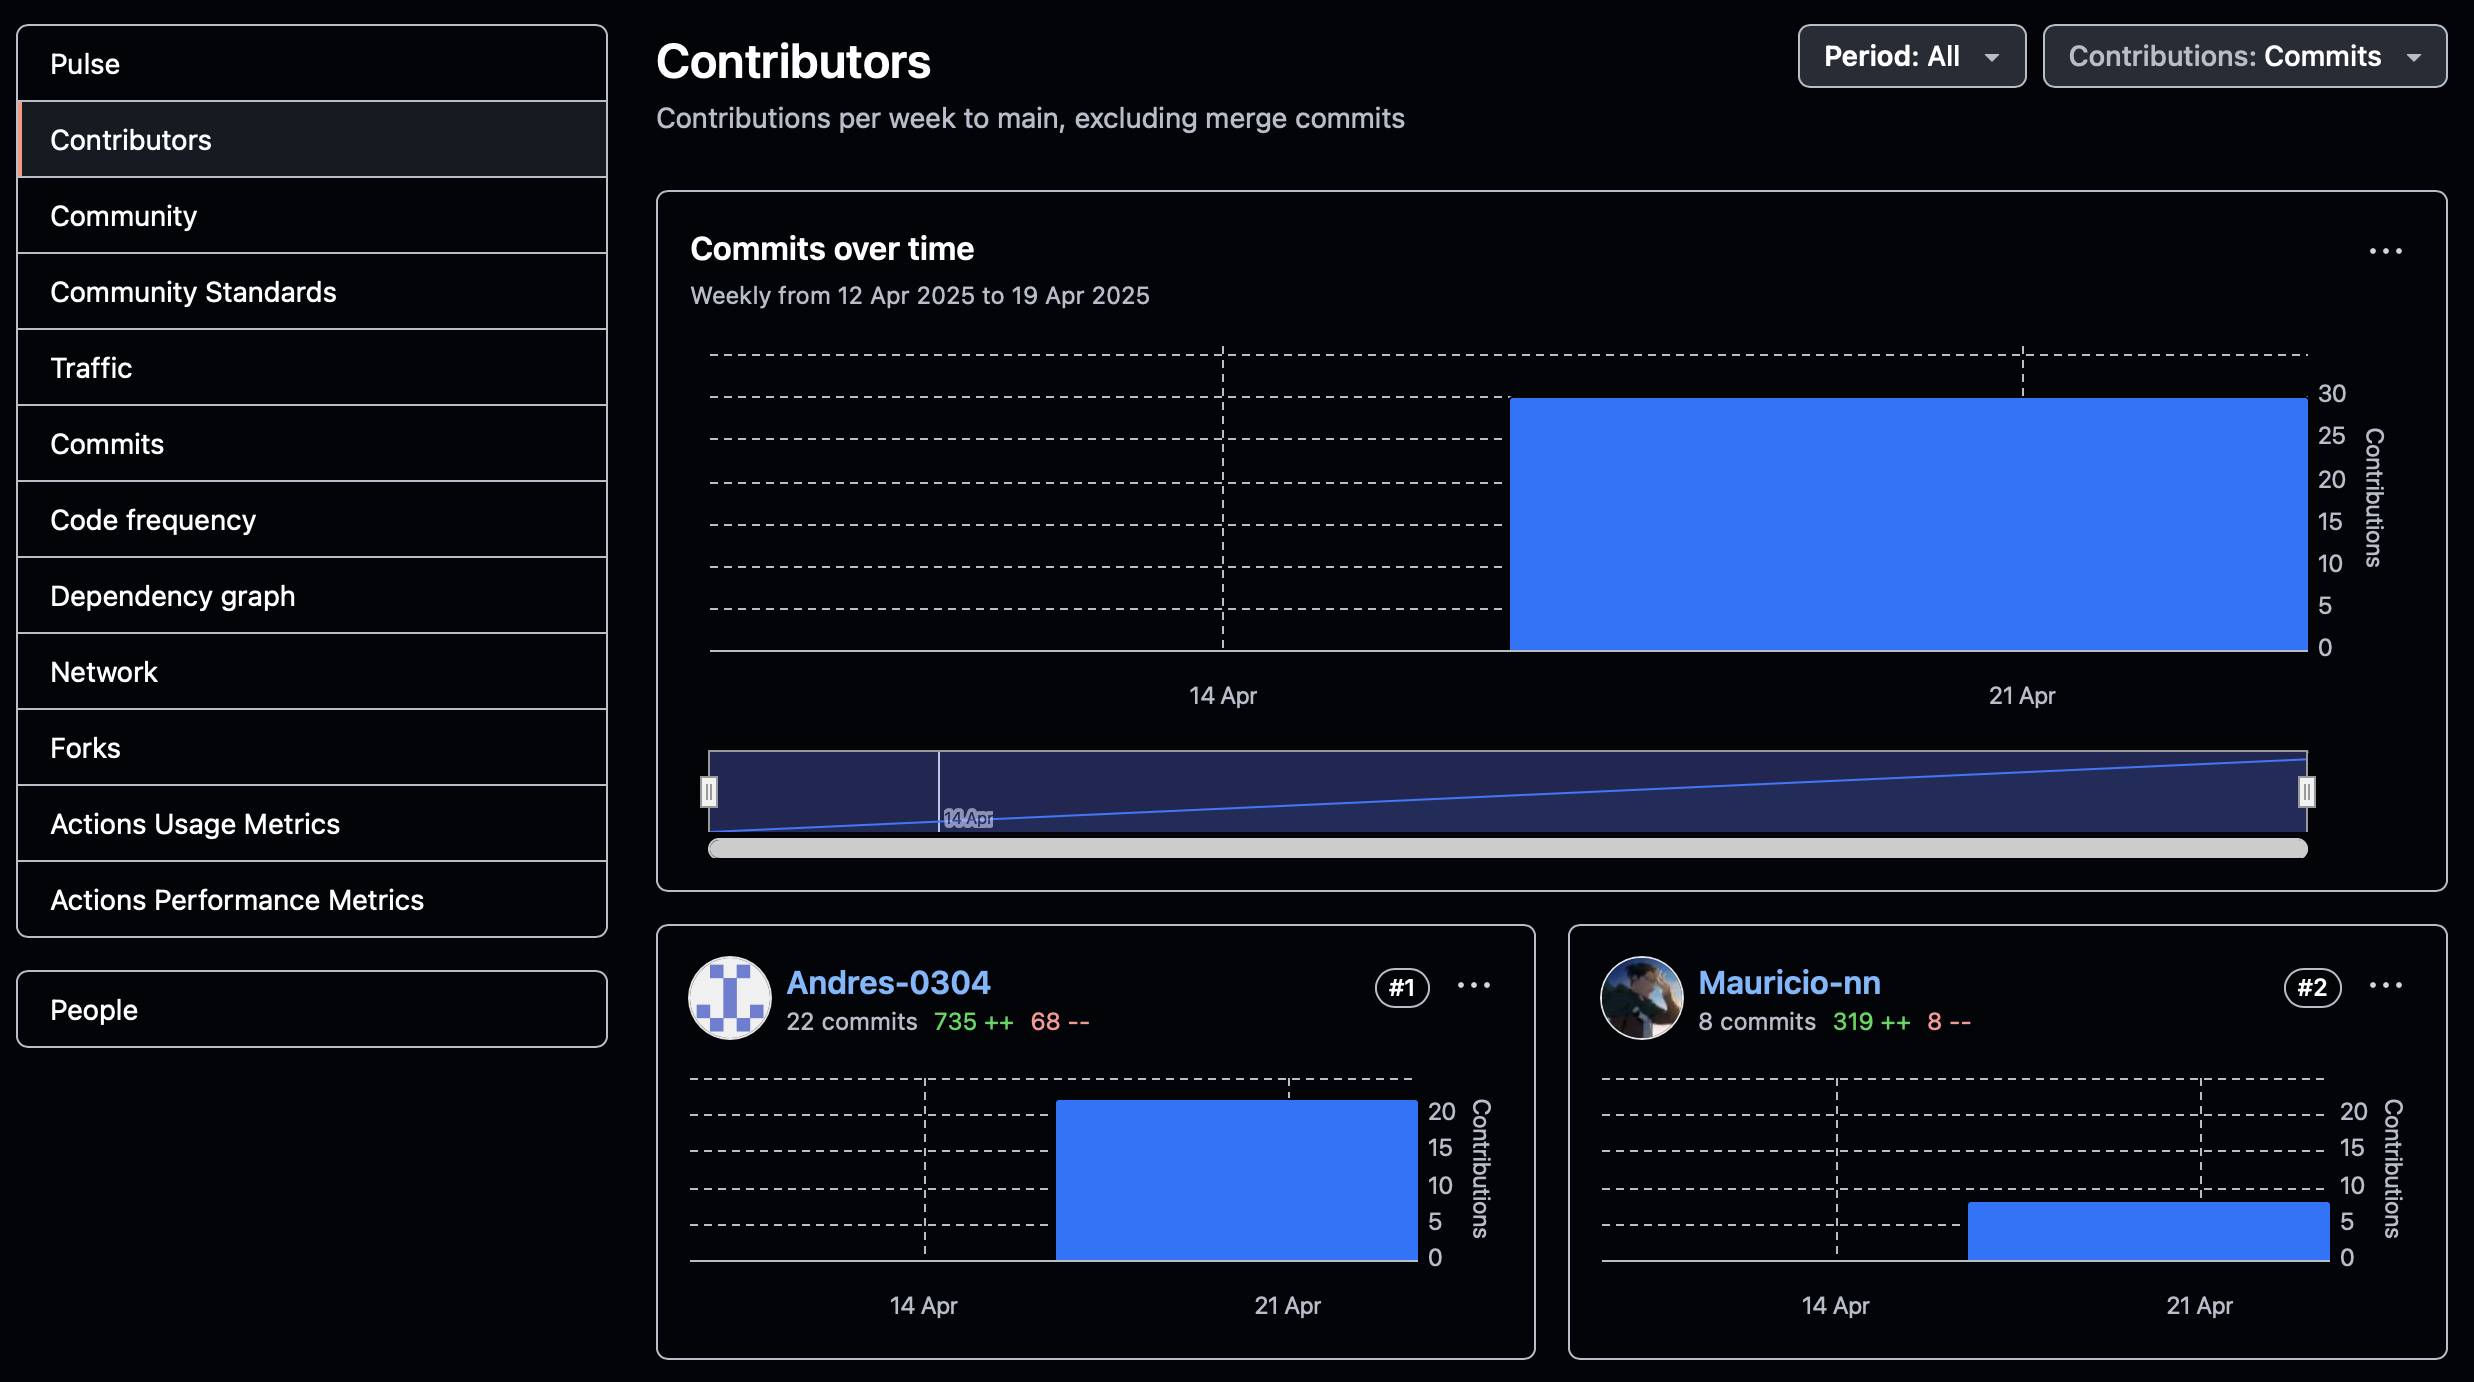 Pulse
Contributors
Community
Community Standards
Traffic
Commits
Code frequency
Dependency graph
Network
Forks
Actions Usage Metrics
Actions Performance Metrics
People
Contributors
Contributions per week to main, excluding merge commits
Period: All
Contributions: Commits
Commits over time
Weekly from 12 Apr 2025 to 19 Apr 2025
30
25
20
15
10
5
0
Contributions
14 Apr
21 Apr
14 Apr
Andres-0304
#1
22 commits 735 ++ 68 --
20
15
10
5
0
Contributions
14 Apr
21 Apr
Mauricio-nn
#2
8 commits 319 ++ 8 --
20
15
10
5
0
Contributions
14 Apr
21 Apr